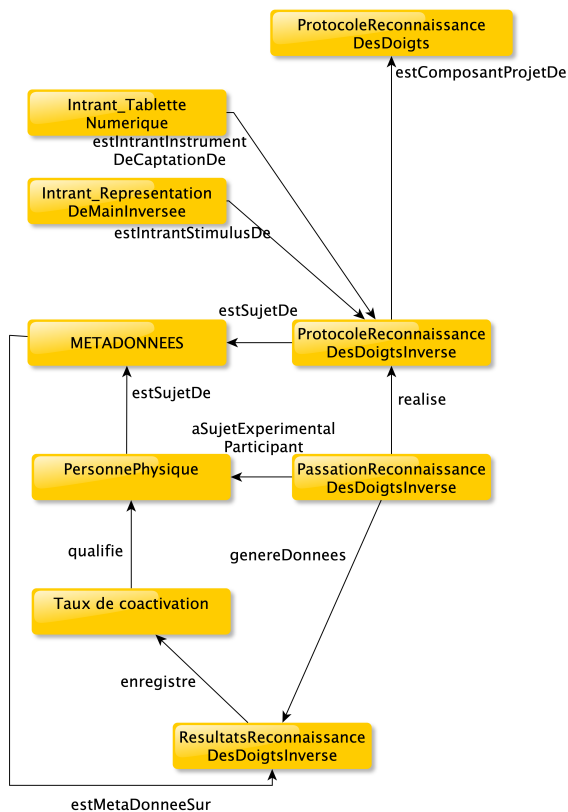 ProtocoleReconnaissance
DesDoigts
estComposantProjetDe
Intrant_Tablette
Numerique
estIntrantInstrument
DeCaptationDe
Intrant_Representation
DeMainInversee
estIntrantStimulusDe
estSujetDe
METADONNEES
ProtocoleReconnaissance
DesDoigtsInverse
estSujetDe
realise
aSujetExperimental
Participant
PersonnePhysique
PassationReconnaissance
DesDoigtsInverse
qualifie
genereDonnees
Taux de coactivation
enregistre
ResultatsReconnaissance
DesDoigtsInverse
estMetaDonneeSur